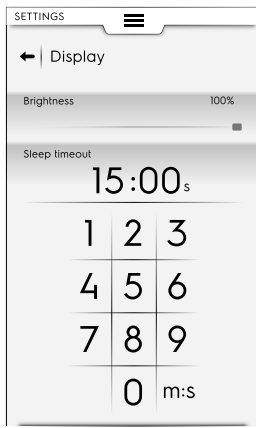 SETTINGS
Display
Brightness 100%
Sleep timeout
15:00s
1 2 3
4 5 6
7 8 9
0 m:s